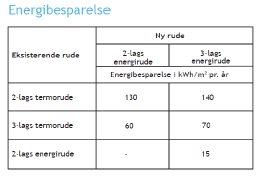 Energibesparelse
Eksisterende rude
Ny rude
2-lags energirude
3-lags energirude
Energibesparelse i kWh/m² pr. år
2-lags termorude 130 140
3-lags termorude 60 70
2-lags energirude - 15